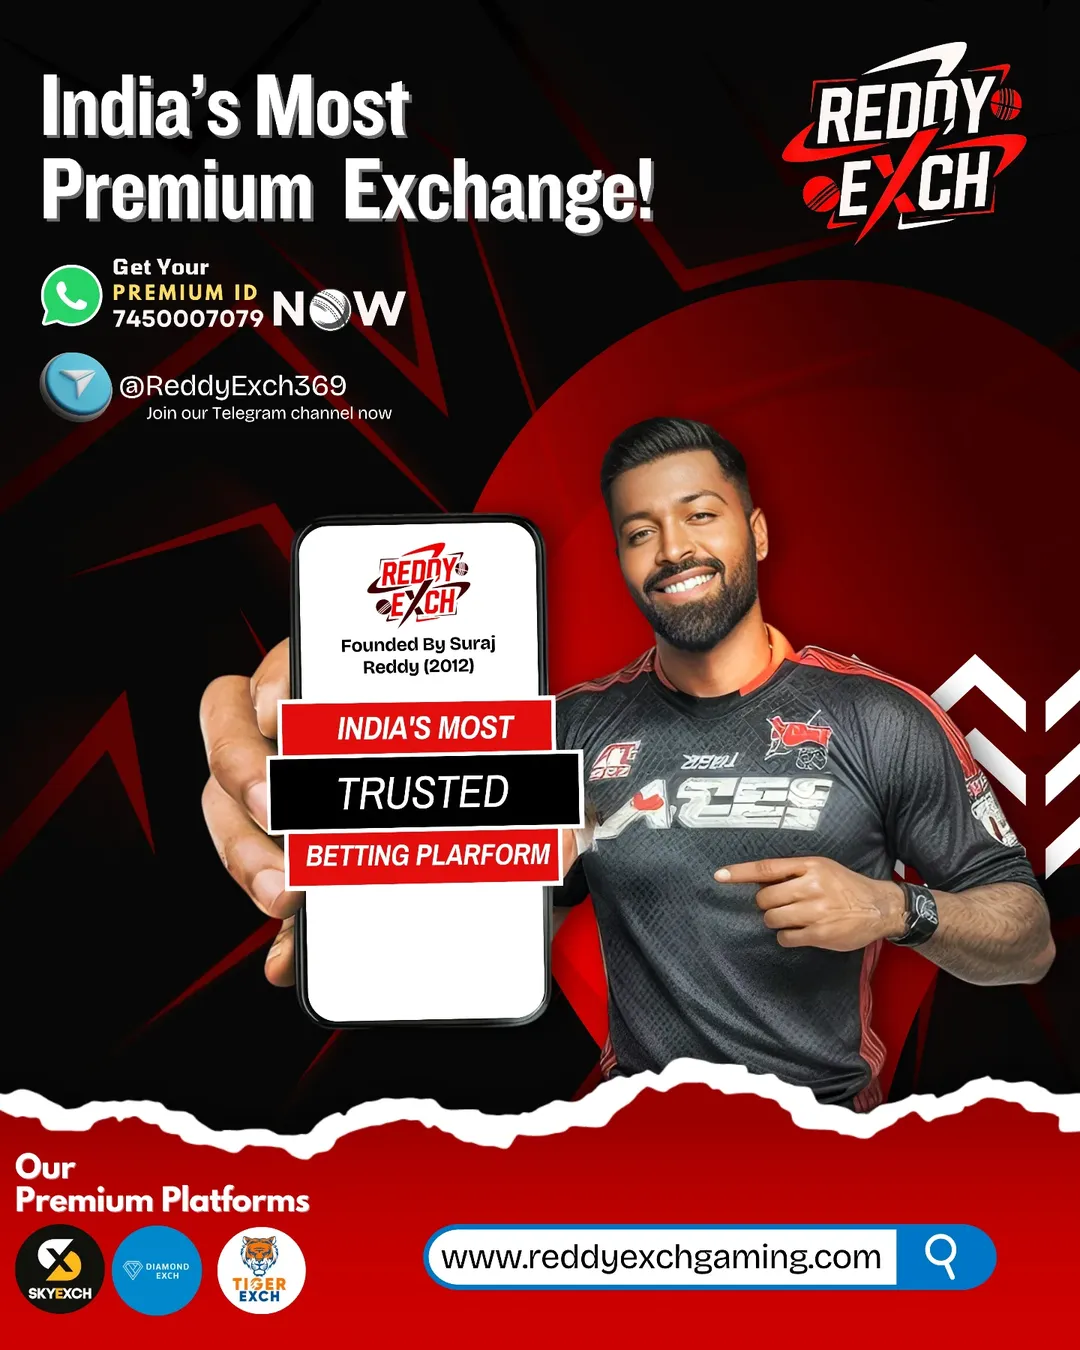 India's Most
Premium Exchange!
REDDY
EXCH
Get Your
PREMIUM ID
7450007079 NOW
@ReddyExch369
Join our Telegram channel now
REDDY
EXCH
Founded By Suraj
Reddy (2012)
INDIA'S MOST
TRUSTED
BETTING PLARFORM
ACES
Our
Premium Platforms
SKYEXCH
DIAMOND
EXCH
TIGER
EXCH
www.reddyexchgaming.com